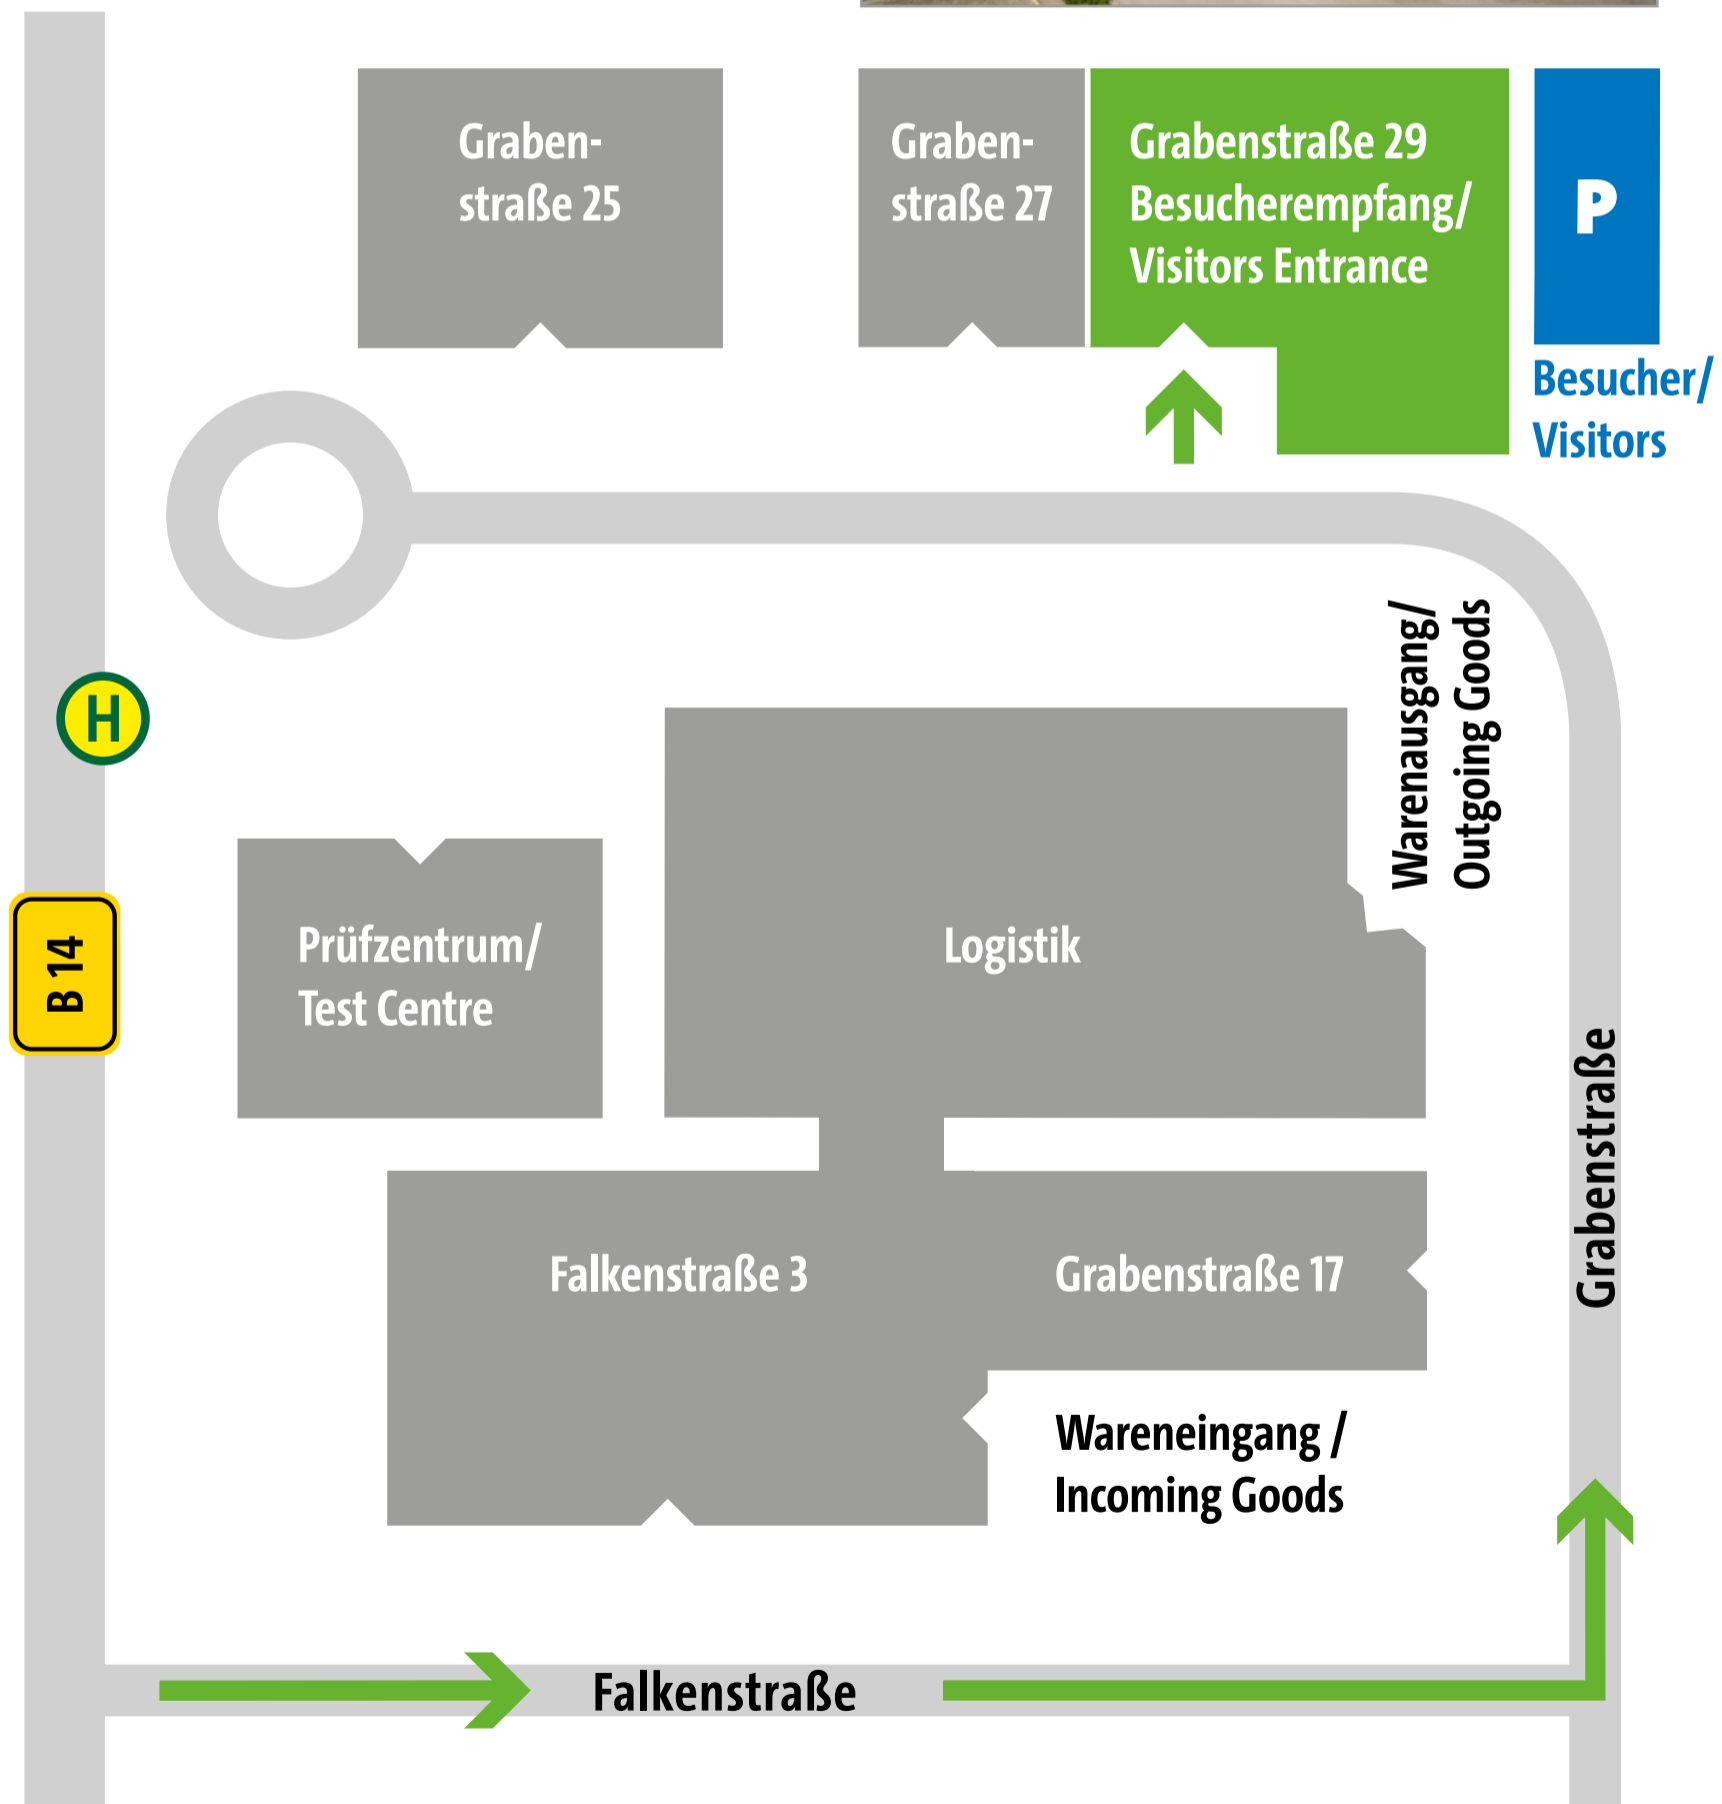 Graben-
straße 25
Graben-
straße 27
Grabenstraße 29
Besucherempfang/
Visitors Entrance
P
Besucher/
Visitors
Warenausgang/
Outgoing Goods
H
B 14
Prüfzentrum/
Test Centre
Logistik
Grabenstraße
Falkenstraße 3
Grabenstraße 17
Wareneingang /
Incoming Goods
Falkenstraße